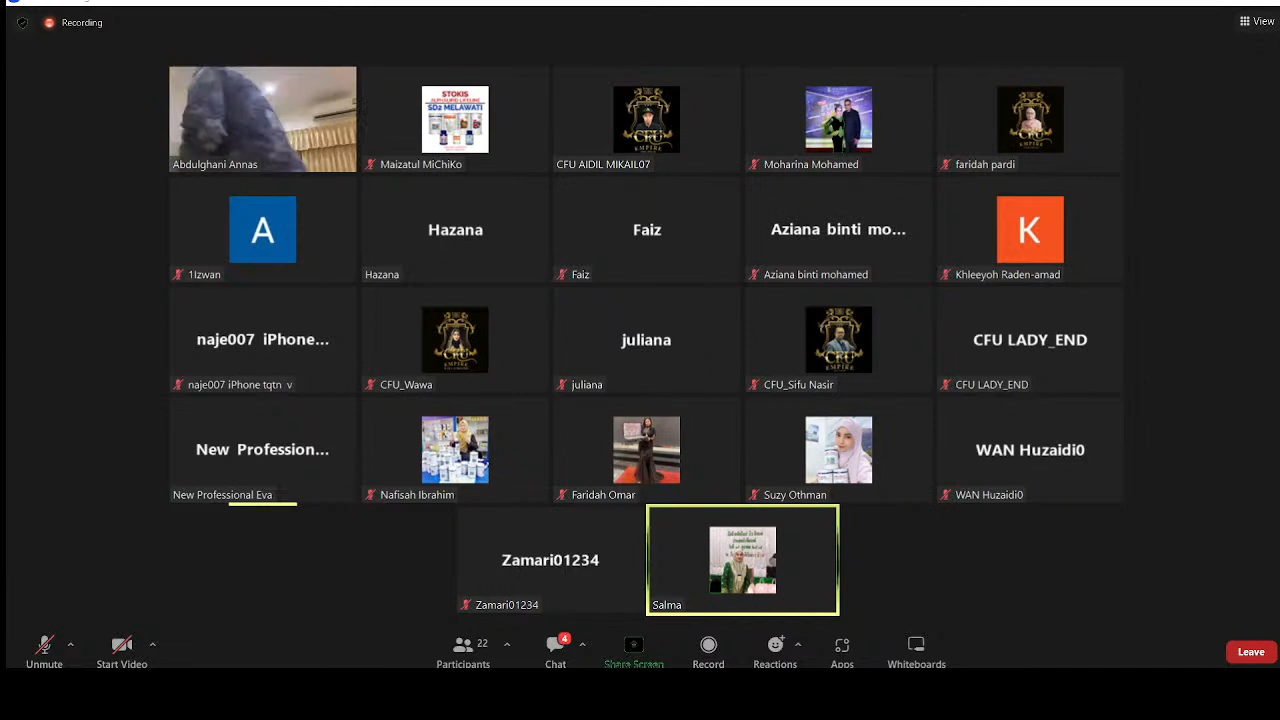 Recording
View
Abdulghani Annas
STOKIS
SD2 MELAWATI
Maizatul MiChiKo
CFU
EMPIRE
CFU AIDIL MIKAIL07
Moharina Mohamed
CFU
EMPIRE
faridah pardi
A
1Izwan
Hazana
Hazana
Faiz
Faiz
Aziana binti mo...
Aziana binti mohamed
K
Khleeyoh Raden-amad
naje007 iPhone...
naje007 iPhone tqtn v
CFU
EMPIRE
CFU_Wawa
juliana
juliana
CFU
EMPIRE
CFU_Sifu Nasir
CFU LADY_END
CFU LADY_END
New Profession...
New Professional Eva
Nafisah Ibrahim
Faridah Omar
Suzy Othman
WAN Huzaidi0
WAN Huzaidi0
Zamari01234
Zamari01234
Salma
Unmute
Start Video
22
Participants
4
Chat
Share Screen
Record
Reactions
Apps
Whiteboards
Leave